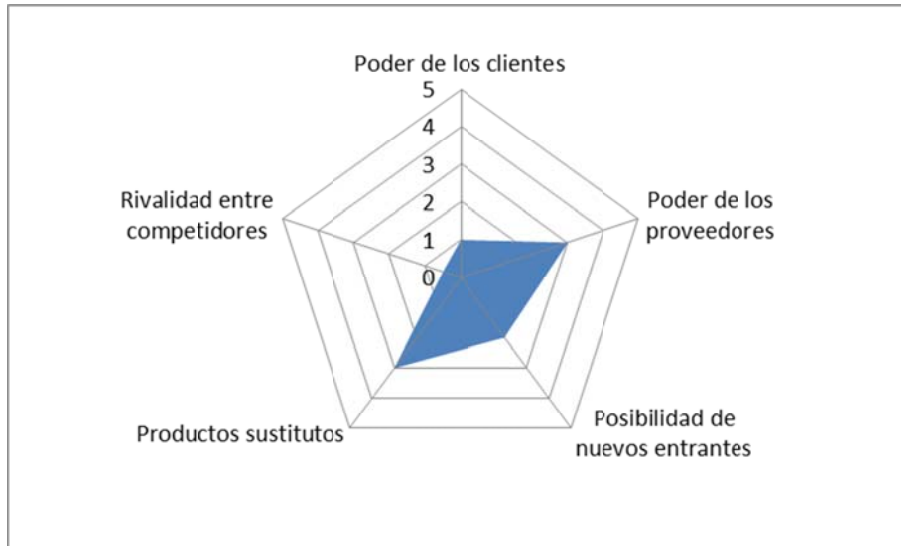 Poder de los clientes
5
4
3
2
1
0
Poder de los
proveedores
Posibilidad de
nuevos entrantes
Productos sustitutos
Rivalidad entre
competidores